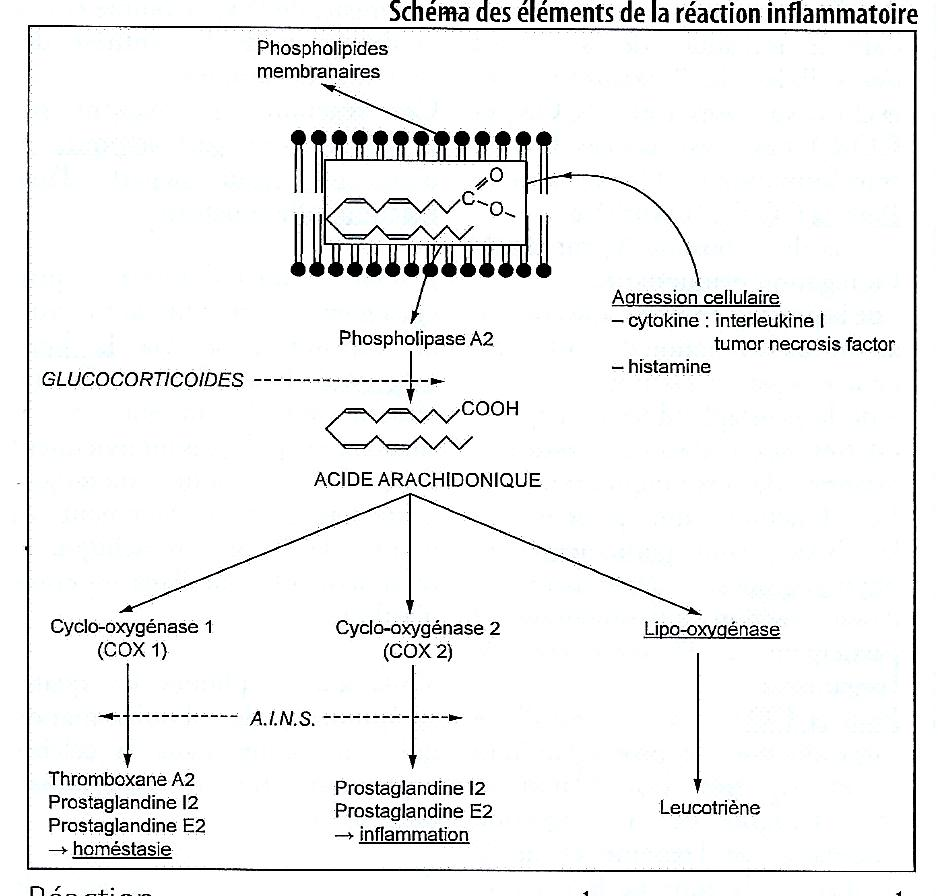 Schéma des éléments de la réaction inflammatoire
Phospholipides
membranaires
O
C
O
Agression cellulaire
– cytokine : interleukine I
tumor necrosis factor
– histamine
Phospholipase A2
GLUCOCORTICOIDES
COOH
ACIDE ARACHIDONIQUE
Cyclo-oxygénase 1
(COX 1)
Cyclo-oxygénase 2
(COX 2)
Lipo-oxygénase
A.I.N.S.
Thromboxane A2
Prostaglandine I2
Prostaglandine E2
→ homéstasie
Prostaglandine I2
Prostaglandine E2
→ inflammation
Leucotriène